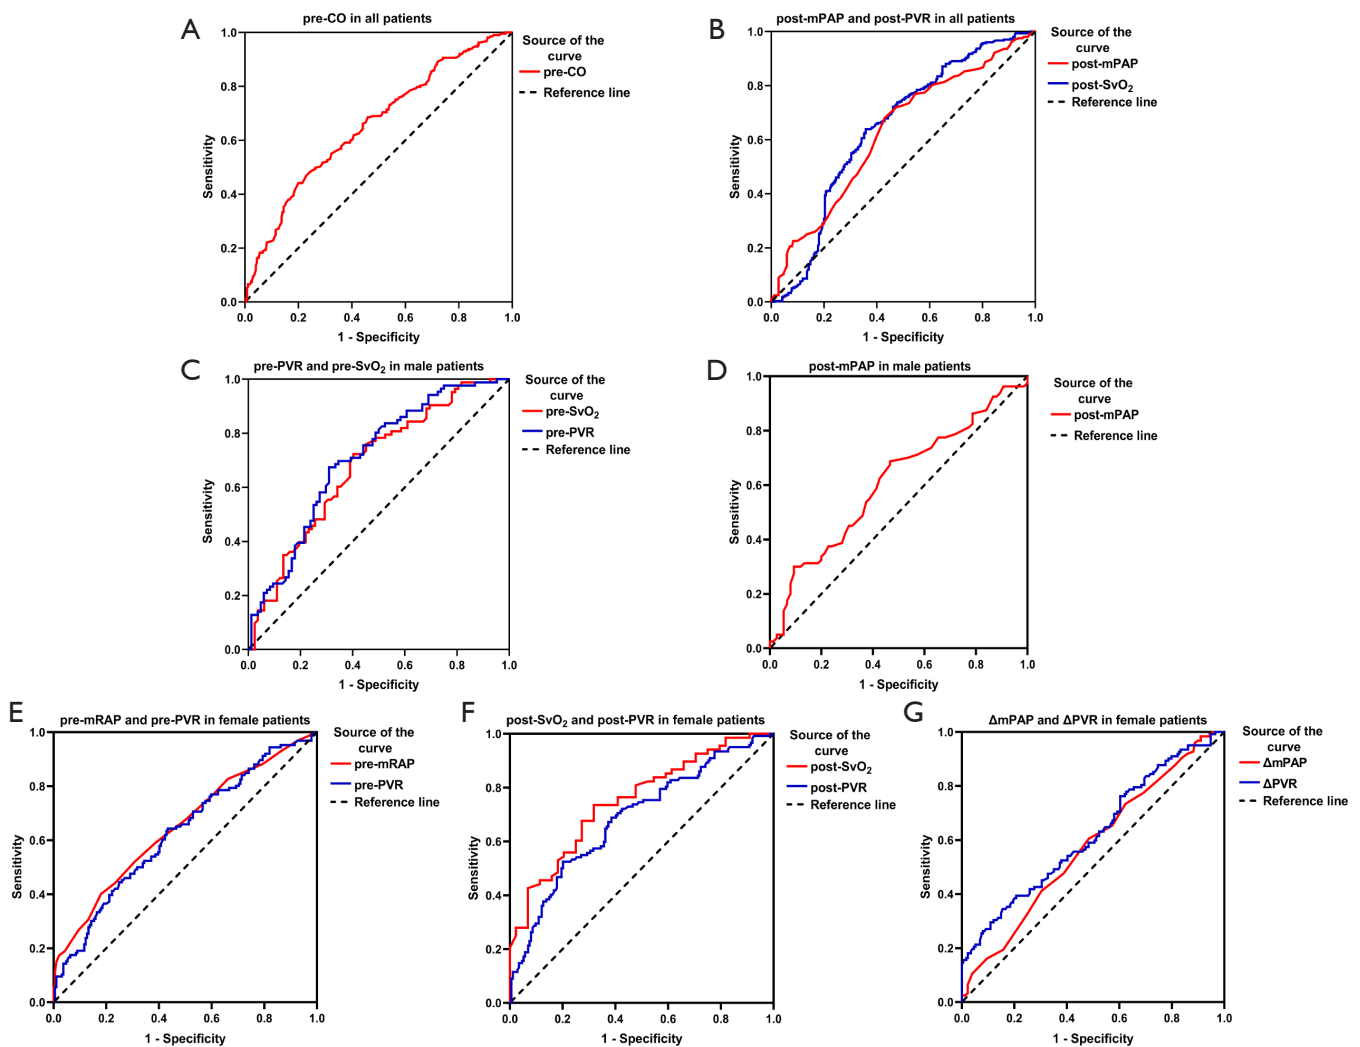 A
pre-CO in all patients
Source of the
curve
pre-CO
Reference line
1.0
0.8
0.6
0.4
0.2
0.0
Sensitivity
0.0 0.2 0.4 0.6 0.8 1.0
1 - Specificity
B
post-mPAP and post-PVR in all patients
Source of the
curve
post-mPAP
post-SvO₂
Reference line
1.0
0.8
0.6
0.4
0.2
0.0
Sensitivity
0.0 0.2 0.4 0.6 0.8 1.0
1 - Specificity
C
pre-PVR and pre-SvO₂ in male patients
Source of the
curve
pre-SvO₂
pre-PVR
Reference line
1.0
0.8
0.6
0.4
0.2
0.0
Sensitivity
0.0 0.2 0.4 0.6 0.8 1.0
1 - Specificity
D
post-mPAP in male patients
Source of the
curve
post-mPAP
Reference line
1.0
0.8
0.6
0.4
0.2
0.0
Sensitivity
0.0 0.2 0.4 0.6 0.8 1.0
1 - Specificity
E
pre-mRAP and pre-PVR in female patients
Source of the
curve
pre-mRAP
pre-PVR
Reference line
1.0
0.8
0.6
0.4
0.2
0.0
Sensitivity
0.0 0.2 0.4 0.6 0.8 1.0
1 - Specificity
F
post-SvO₂ and post-PVR in female patients
Source of the
curve
post-SvO₂
post-PVR
Reference line
1.0
0.8
0.6
0.4
0.2
0.0
Sensitivity
0.0 0.2 0.4 0.6 0.8 1.0
1 - Specificity
G
ΔmPAP and ΔPVR in female patients
Source of the
curve
ΔmPAP
ΔPVR
Reference line
1.0
0.8
0.6
0.4
0.2
0.0
Sensitivity
0.0 0.2 0.4 0.6 0.8 1.0
1 - Specificity